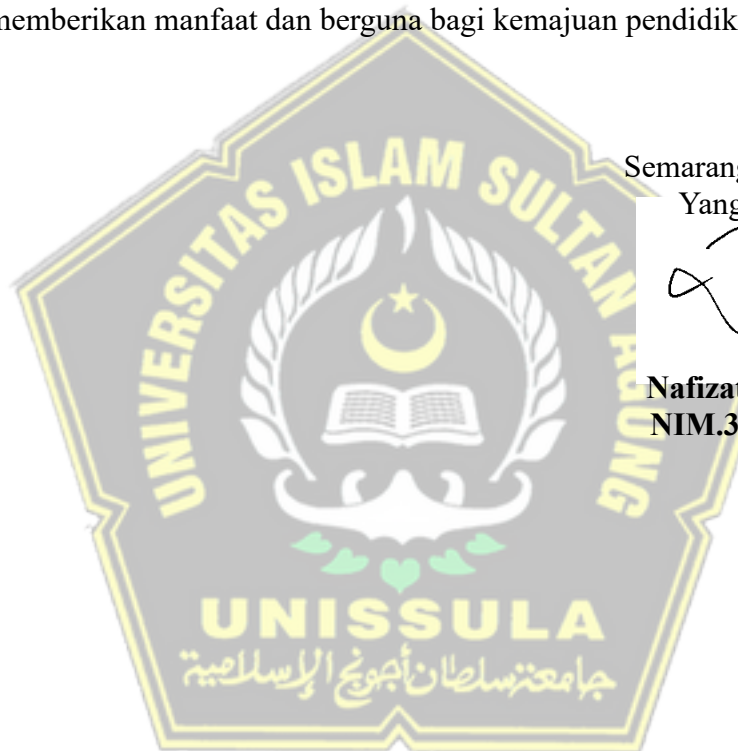 memberikan manfaat dan berguna bagi kemajuan pendidik
Semarang
Yang
UNIVERSITAS ISLAM SULTAN AGUNG
Nafizat
NIM.3
UNISSULA
جامعة سلطان أجونج الإسلامية